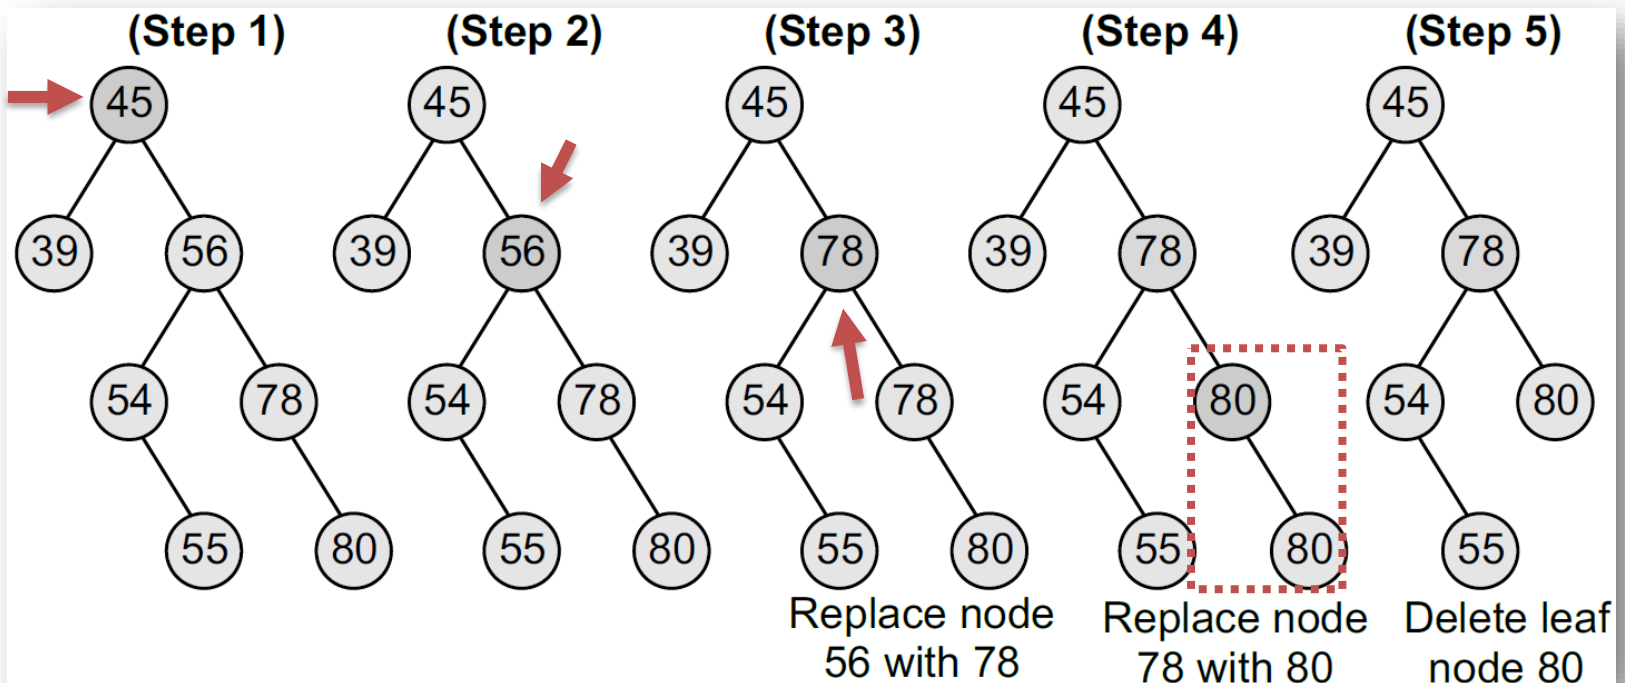 (Step 1) (Step 2) (Step 3) (Step 4) (Step 5)
45 45 45 45 45
39 56 39 56 39 78 39 78 39 78
54 78 54 78 54 78 54 80 54 80
55 80 55 80 55 80 55 80 55
Replace node
56 with 78
Replace node
78 with 80
Delete leaf
node 80